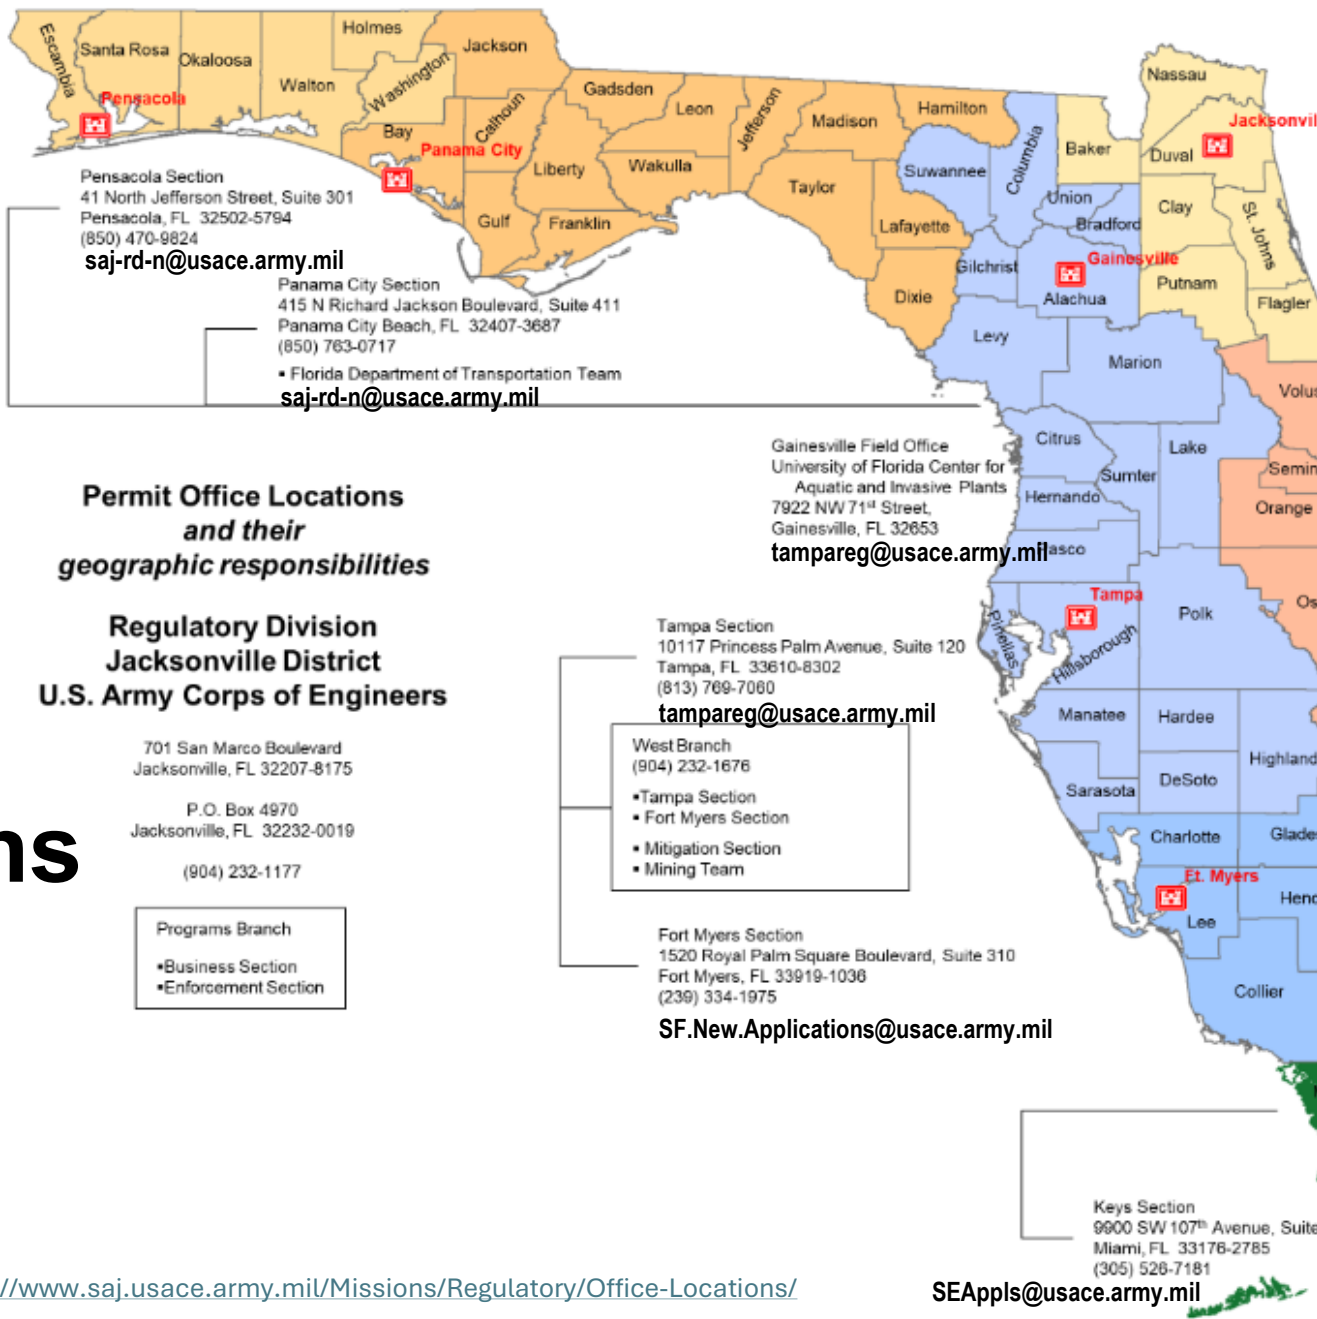 Escambia
Santa Rosa
Okaloosa
Walton
Holmes
Washington
Jackson
Bay
Calhoun
Gulf
Gadsden
Liberty
Franklin
Leon
Wakulla
Jefferson
Madison
Taylor
Hamilton
Lafayette
Dixie
Suwannee
Columbia
Baker
Union
Bradford
Gilchrist
Alachua
Levy
Marion
Nassau
Duval
Clay
St. Johns
Putnam
Flagler
Pensacola
Panama City
Jacksonvil
Gainesville
Pensacola Section
41 North Jefferson Street, Suite 301
Pensacola, FL 32502-5794
(850) 470-9824
saj-rd-n@usace.army.mil
Panama City Section
415 N Richard Jackson Boulevard, Suite 411
Panama City Beach, FL 32407-3687
(850) 763-0717
▪ Florida Department of Transportation Team
saj-rd-n@usace.army.mil
Permit Office Locations
and their
geographic responsibilities
Regulatory Division
Jacksonville District
U.S. Army Corps of Engineers
701 San Marco Boulevard
Jacksonville, FL 32207-8175
P.O. Box 4970
Jacksonville, FL 32232-0019
(904) 232-1177
ns
Programs Branch
▪Business Section
▪Enforcement Section
Gainesville Field Office
University of Florida Center for
Aquatic and Invasive Plants
7922 NW 71st Street,
Gainesville, FL 32653
tampareg@usace.army.mil
Volus
Citrus
Sumter
Lake
Hernando
Semin
Orange
asco
Os
Polk
Tampa
Pinellas
Hillsborough
Manatee
Hardee
Highland
Sarasota
DeSoto
Charlotte
Glade
Ft. Myers
Lee
Hend
Collier
Tampa Section
10117 Princess Palm Avenue, Suite 120
Tampa, FL 33610-8302
(813) 769-7060
tampareg@usace.army.mil
West Branch
(904) 232-1676
▪Tampa Section
▪ Fort Myers Section
▪ Mitigation Section
▪ Mining Team
Fort Myers Section
1520 Royal Palm Square Boulevard, Suite 310
Fort Myers, FL 33919-1036
(239) 334-1975
SF.New.Applications@usace.army.mil
Keys Section
9900 SW 107th Avenue, Suite
Miami, FL 33176-2785
(305) 526-7181
SEAppls@usace.army.mil
//www.saj.usace.army.mil/Missions/Regulatory/Office-Locations/